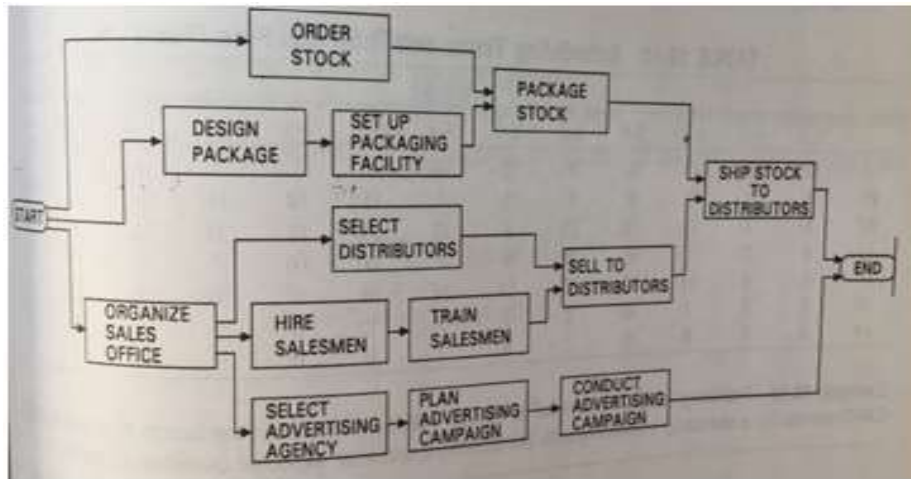 ORDER
STOCK
PACKAGE
STOCK
DESIGN
PACKAGE
SET UP
PACKAGING
FACILITY
SHIP STOCK
TO
DISTRIBUTORS
START
SELECT
DISTRIBUTORS
SELL TO
DISTRIBUTORS
END
ORGANIZE
SALES
OFFICE
HIRE
SALESMEN
TRAIN
SALESMEN
SELECT
ADVERTISING
AGENCY
PLAN
ADVERTISING
CAMPAIGN
CONDUCT
ADVERTISING
CAMPAIGN